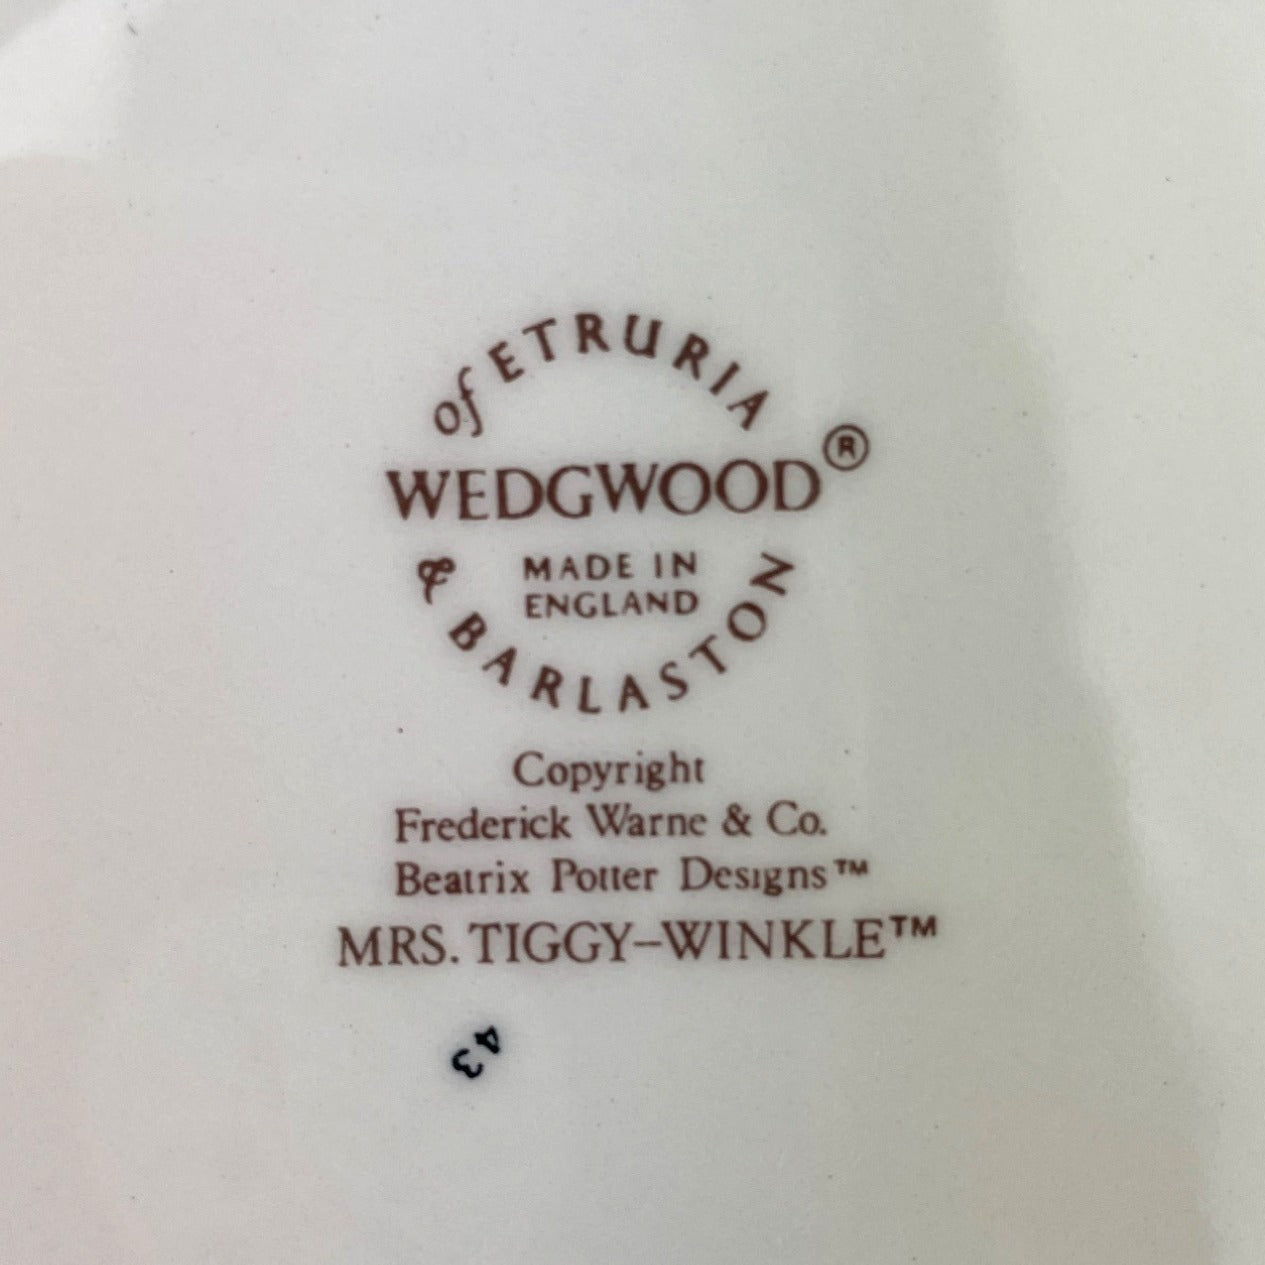 of ETRURIA
WEDGWOOD®
MADE IN
ENGLAND
& BARLASTON
Copyright
Frederick Warne & Co.
Beatrix Potter Designs™
MRS. TIGGY–WINKLE™
43